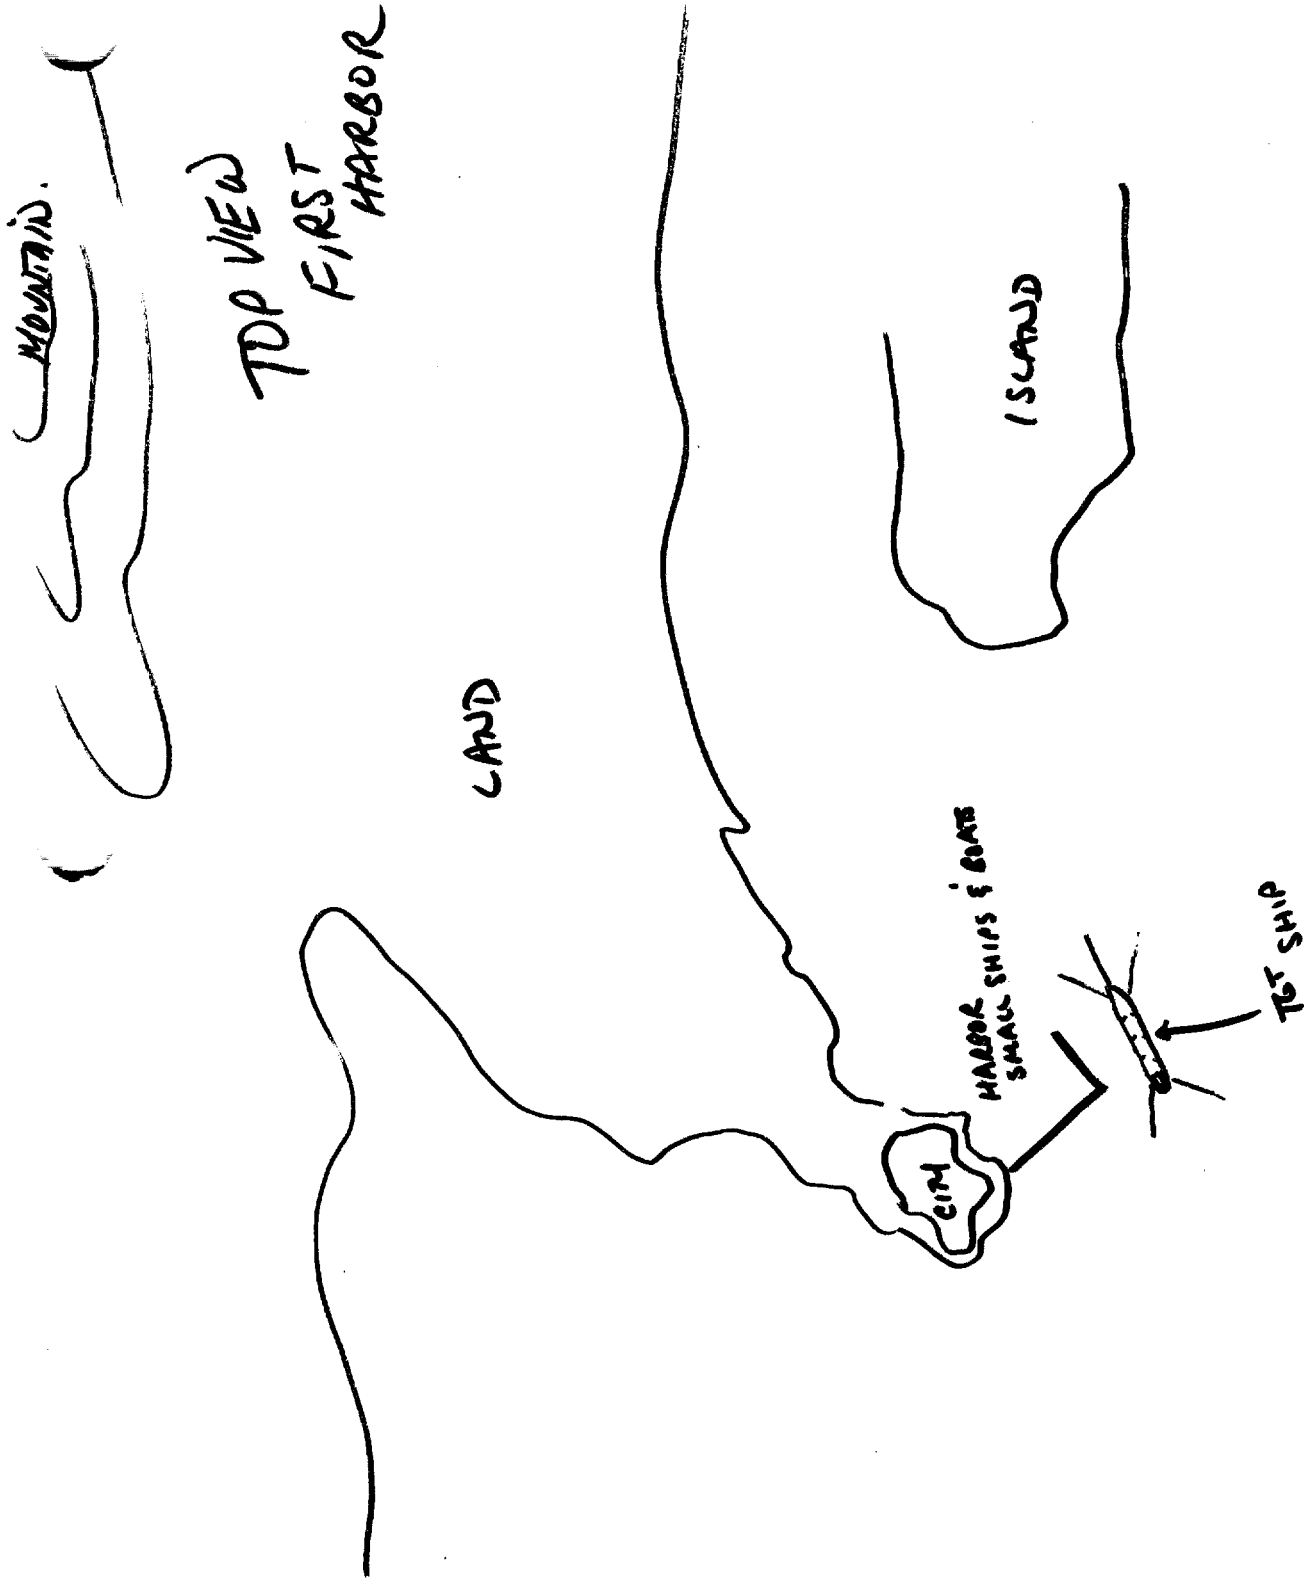 MOUNTAIN.
TOP VIEW
FIRST
HARBOR
LAND
ISLAND
HARBOR
SMALL SHIPS & BOATS
CITY
TGT SHIP